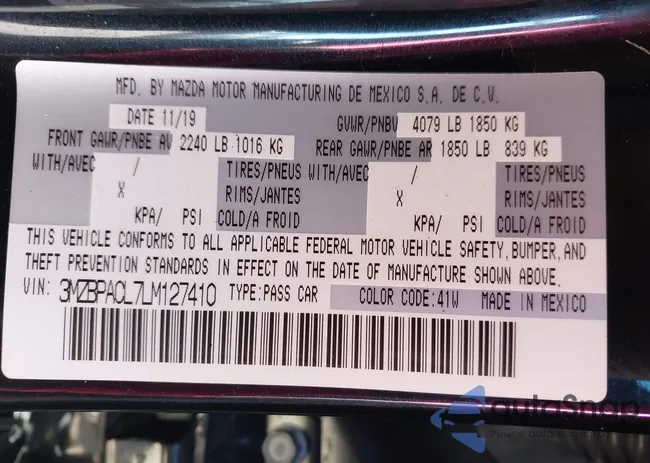 MFD. BY MAZDA MOTOR MANUFACTURING DE MEXICO S.A. DE C.V.
DATE 11/19 GVWR/PNBV 4079 LB 1850 KG
FRONT GAWR/PNBE AV 2240 LB 1016 KG REAR GAWR/PNBE AR 1850 LB 839 KG
WITH/AVEC / TIRES/PNEUS WITH/AVEC / TIRES/PNEUS
X RIMS/JANTES X RIMS/JANTES
KPA/ PSI COLD/A FROID KPA/ PSI COLD/A FROID
THIS VEHICLE CONFORMS TO ALL APPLICABLE FEDERAL MOTOR VEHICLE SAFETY, BUMPER, AND
THEFT PREVENTION STANDARDS IN EFFECT ON THE DATE OF MANUFACTURE SHOWN ABOVE.
VIN: 3MZBPACL7LM127410 TYPE:PASS CAR COLOR CODE:41W MADE IN MEXICO
autoSnap